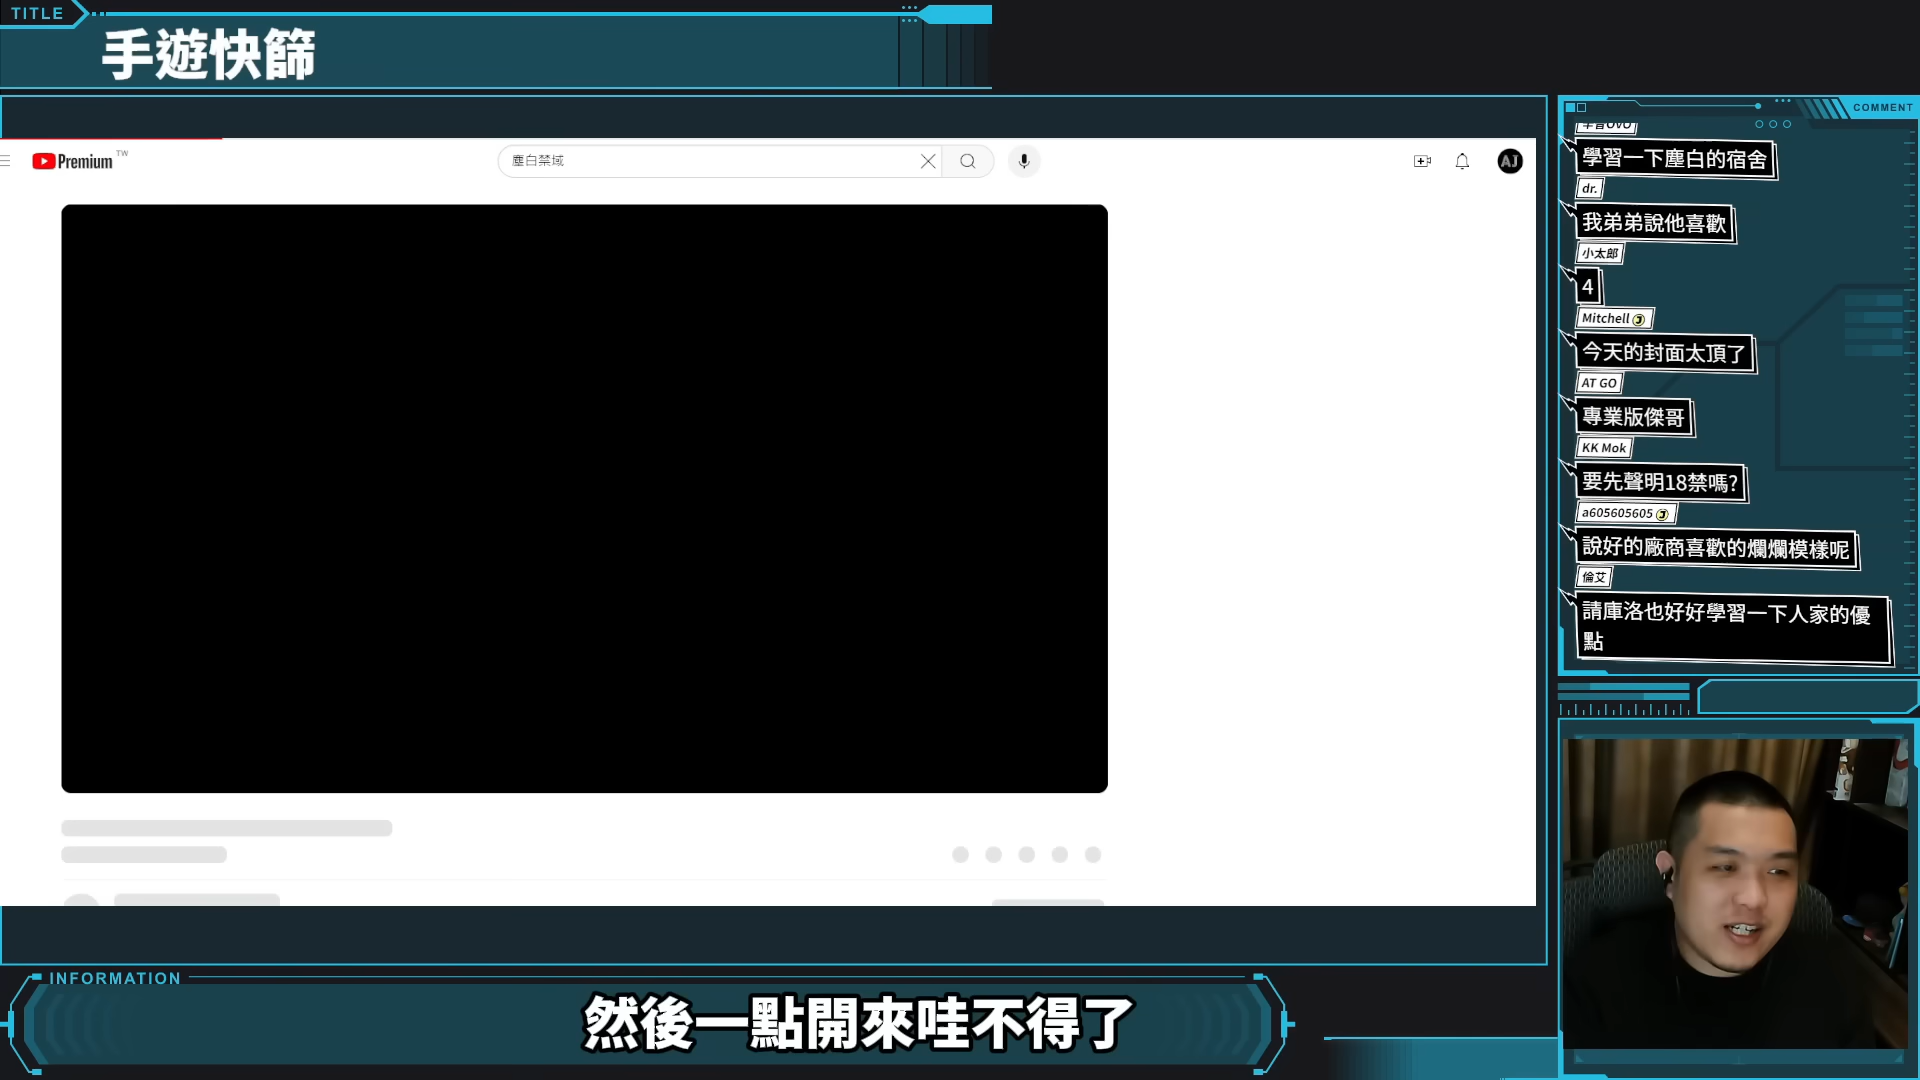 TITLE
手遊快篩
Premium TW
塵白禁域
AJ
COMMENT
學習一下塵白的宿舍
dr.
我弟弟說他喜歡
小太郎
4
Mitchell
今天的封面太頂了
AT GO
專業版傑哥
KK Mok
要先聲明18禁嗎?
a605605605
說好的廠商喜歡的爛爛模樣呢
倫艾
請庫洛也好好學習一下人家的優
點
INFORMATION
然後一點開來哇不得了